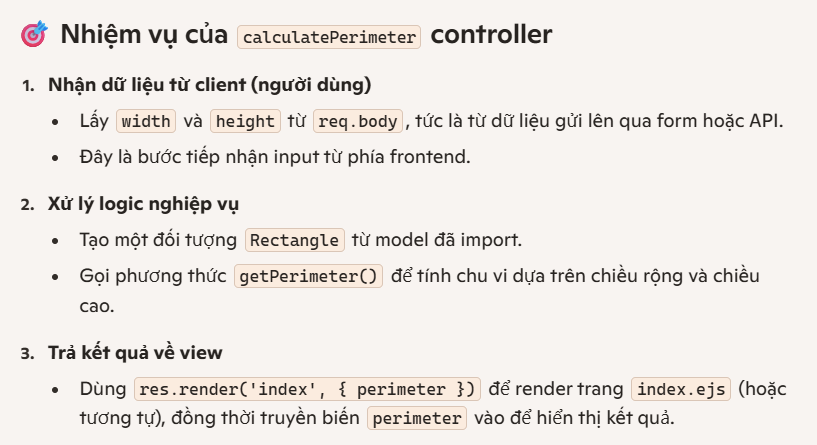 🎯 Nhiệm vụ của calculatePerimeter controller
1. Nhận dữ liệu từ client (người dùng)
• Lấy width và height từ req.body, tức là từ dữ liệu gửi lên qua form hoặc API.
• Đây là bước tiếp nhận input từ phía frontend.
2. Xử lý logic nghiệp vụ
• Tạo một đối tượng Rectangle từ model đã import.
• Gọi phương thức getPerimeter() để tính chu vi dựa trên chiều rộng và chiều
cao.
3. Trả kết quả về view
• Dùng res.render('index', { perimeter }) để render trang index.ejs (hoặc
tương tự), đồng thời truyền biến perimeter vào để hiển thị kết quả.